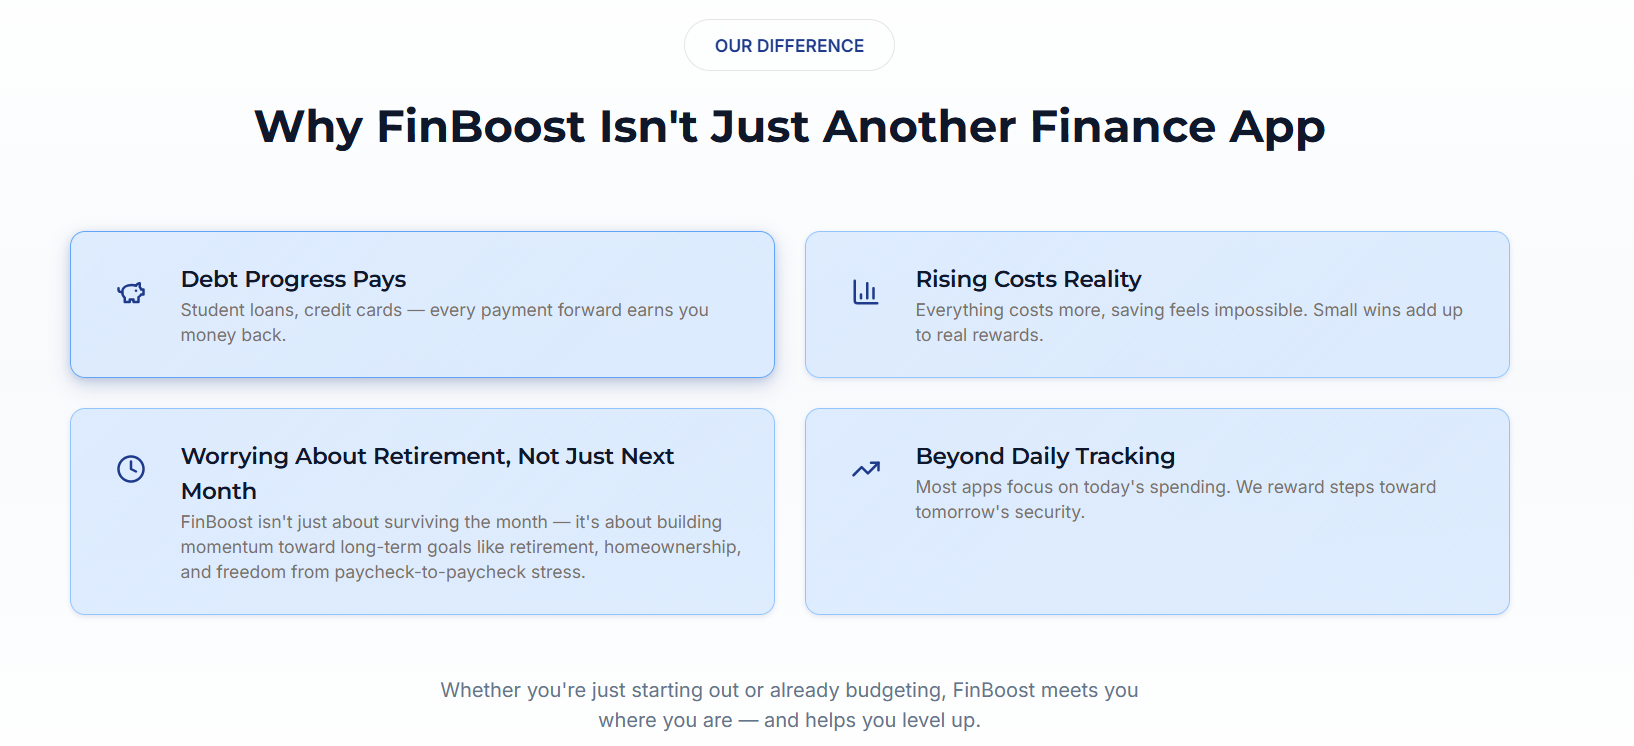 OUR DIFFERENCE
Why FinBoost Isn't Just Another Finance App
Debt Progress Pays
Student loans, credit cards — every payment forward earns you
money back.
Rising Costs Reality
Everything costs more, saving feels impossible. Small wins add up
to real rewards.
Worrying About Retirement, Not Just Next
Month
FinBoost isn't just about surviving the month — it's about building
momentum toward long-term goals like retirement, homeownership,
and freedom from paycheck-to-paycheck stress.
Beyond Daily Tracking
Most apps focus on today's spending. We reward steps toward
tomorrow's security.
Whether you're just starting out or already budgeting, FinBoost meets you
where you are — and helps you level up.